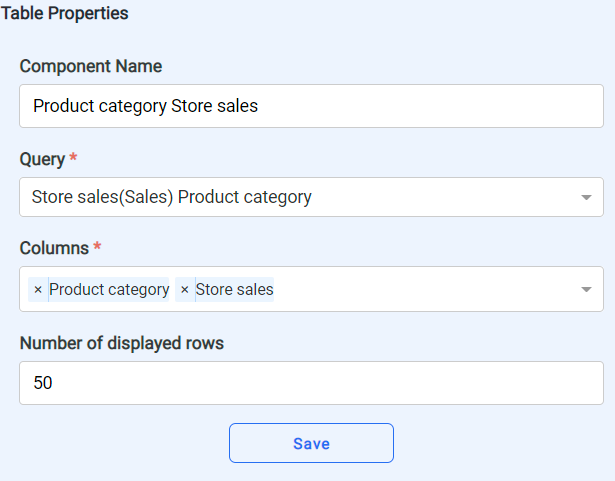 Table Properties
Component Name
Product category Store sales
Query *
Store sales(Sales) Product category
Columns *
× Product category × Store sales
Number of displayed rows
50
Save